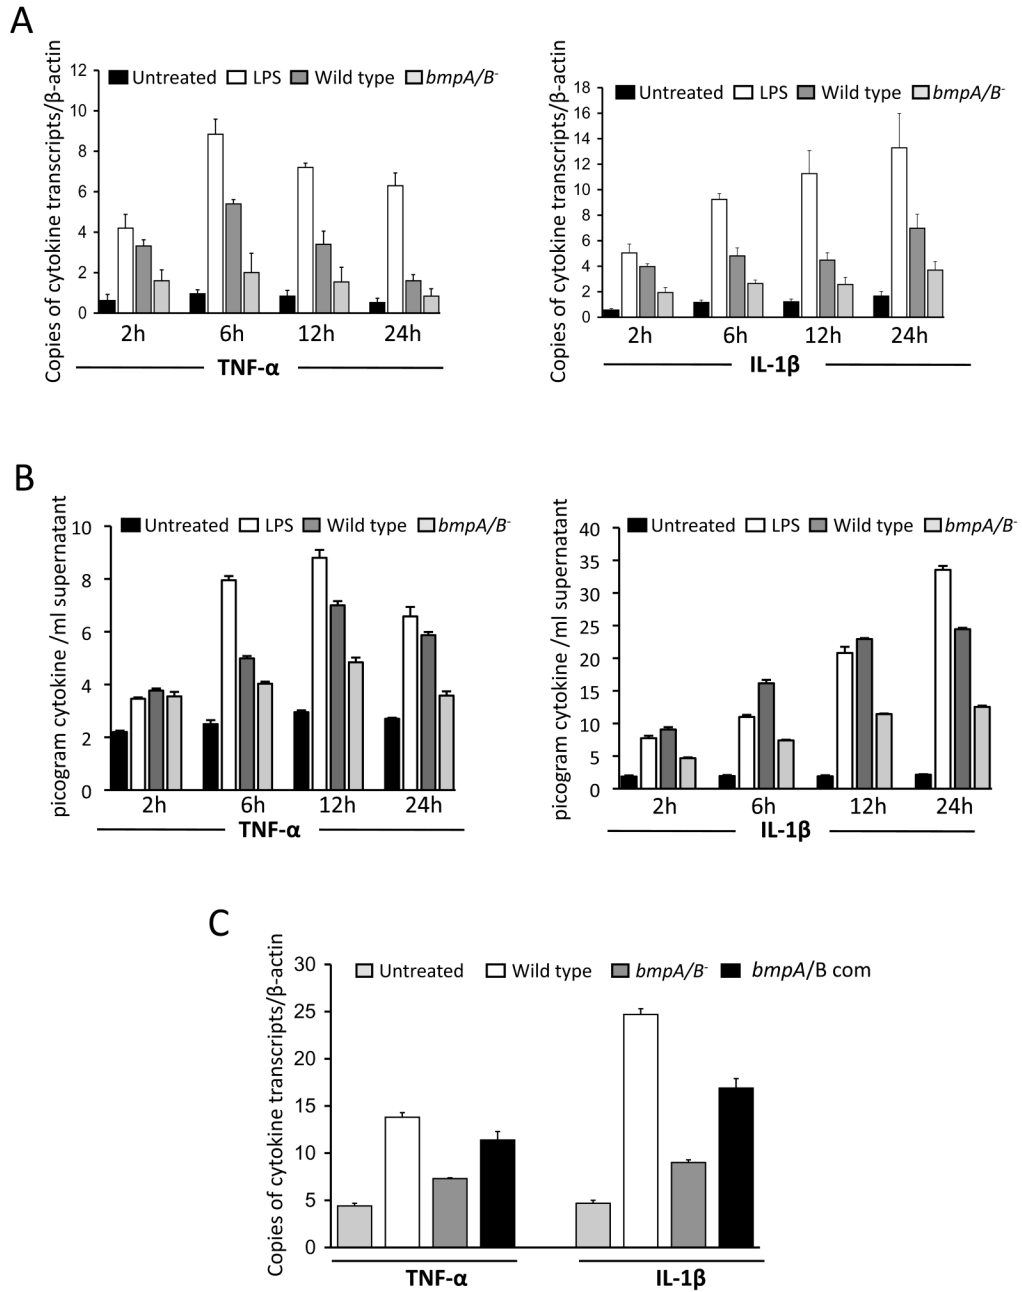 A
Copies of cytokine transcripts/β-actin
12
10
8
6
4
2
0
Untreated LPS Wild type bmpA/B-
2h 6h 12h 24h
TNF-α
Copies of cytokine transcripts/β-actin
18
16
14
12
10
8
6
4
2
0
Untreated LPS Wild type bmpA/B-
2h 6h 12h 24h
IL-1β
B
picogram cytokine /ml supernatant
10
8
6
4
2
0
Untreated LPS Wild type bmpA/B-
2h 6h 12h 24h
TNF-α
picogram cytokine /ml supernatant
40
35
30
25
20
15
10
5
0
Untreated LPS Wild type bmpA/B-
2h 6h 12h 24h
IL-1β
C
Copies of cytokine transcripts/β-actin
30
25
20
15
10
5
0
Untreated Wild type bmpA/B- bmpA/B com
TNF-α IL-1β